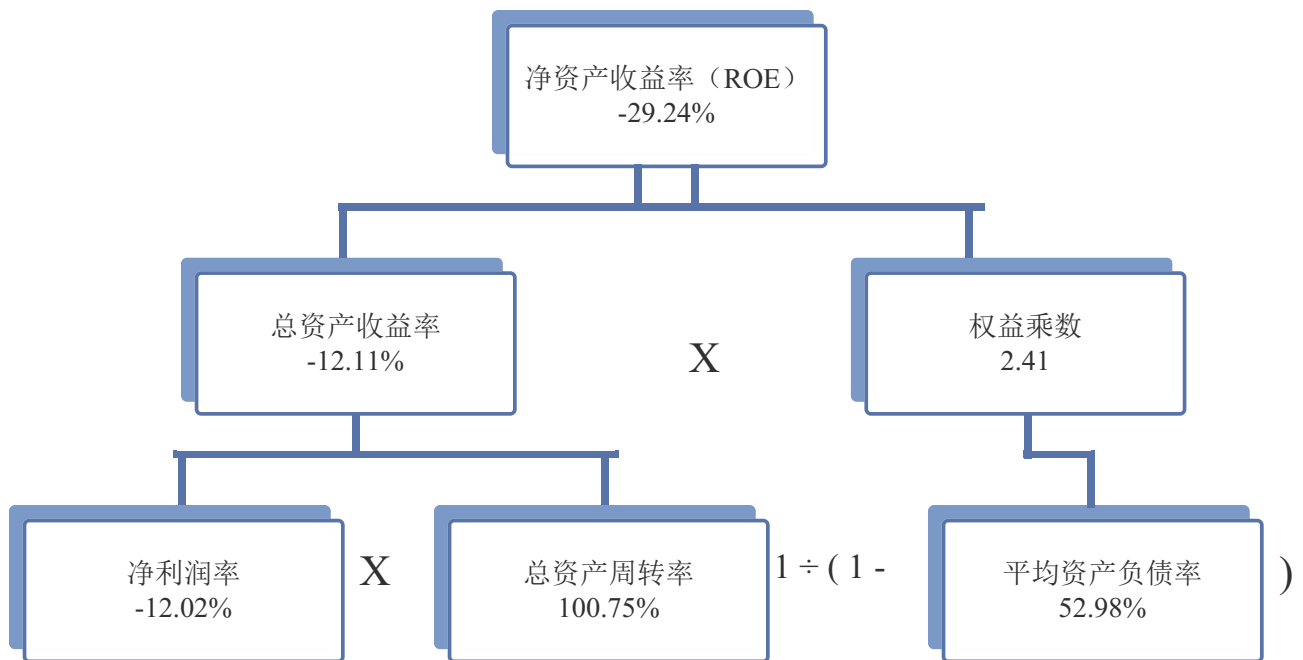 净资产收益率（ROE）
-29.24%
总资产收益率
-12.11%
X
权益乘数
2.41
净利润率
-12.02%
X
总资产周转率
100.75%
1 ÷ ( 1 -
平均资产负债率
52.98%
)